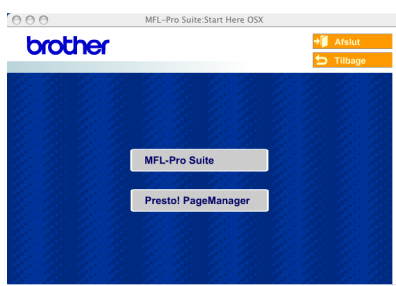 MFL-Pro Suite:Start Here OSX
brother
Afslut
Tilbage
MFL-Pro Suite
Presto! PageManager